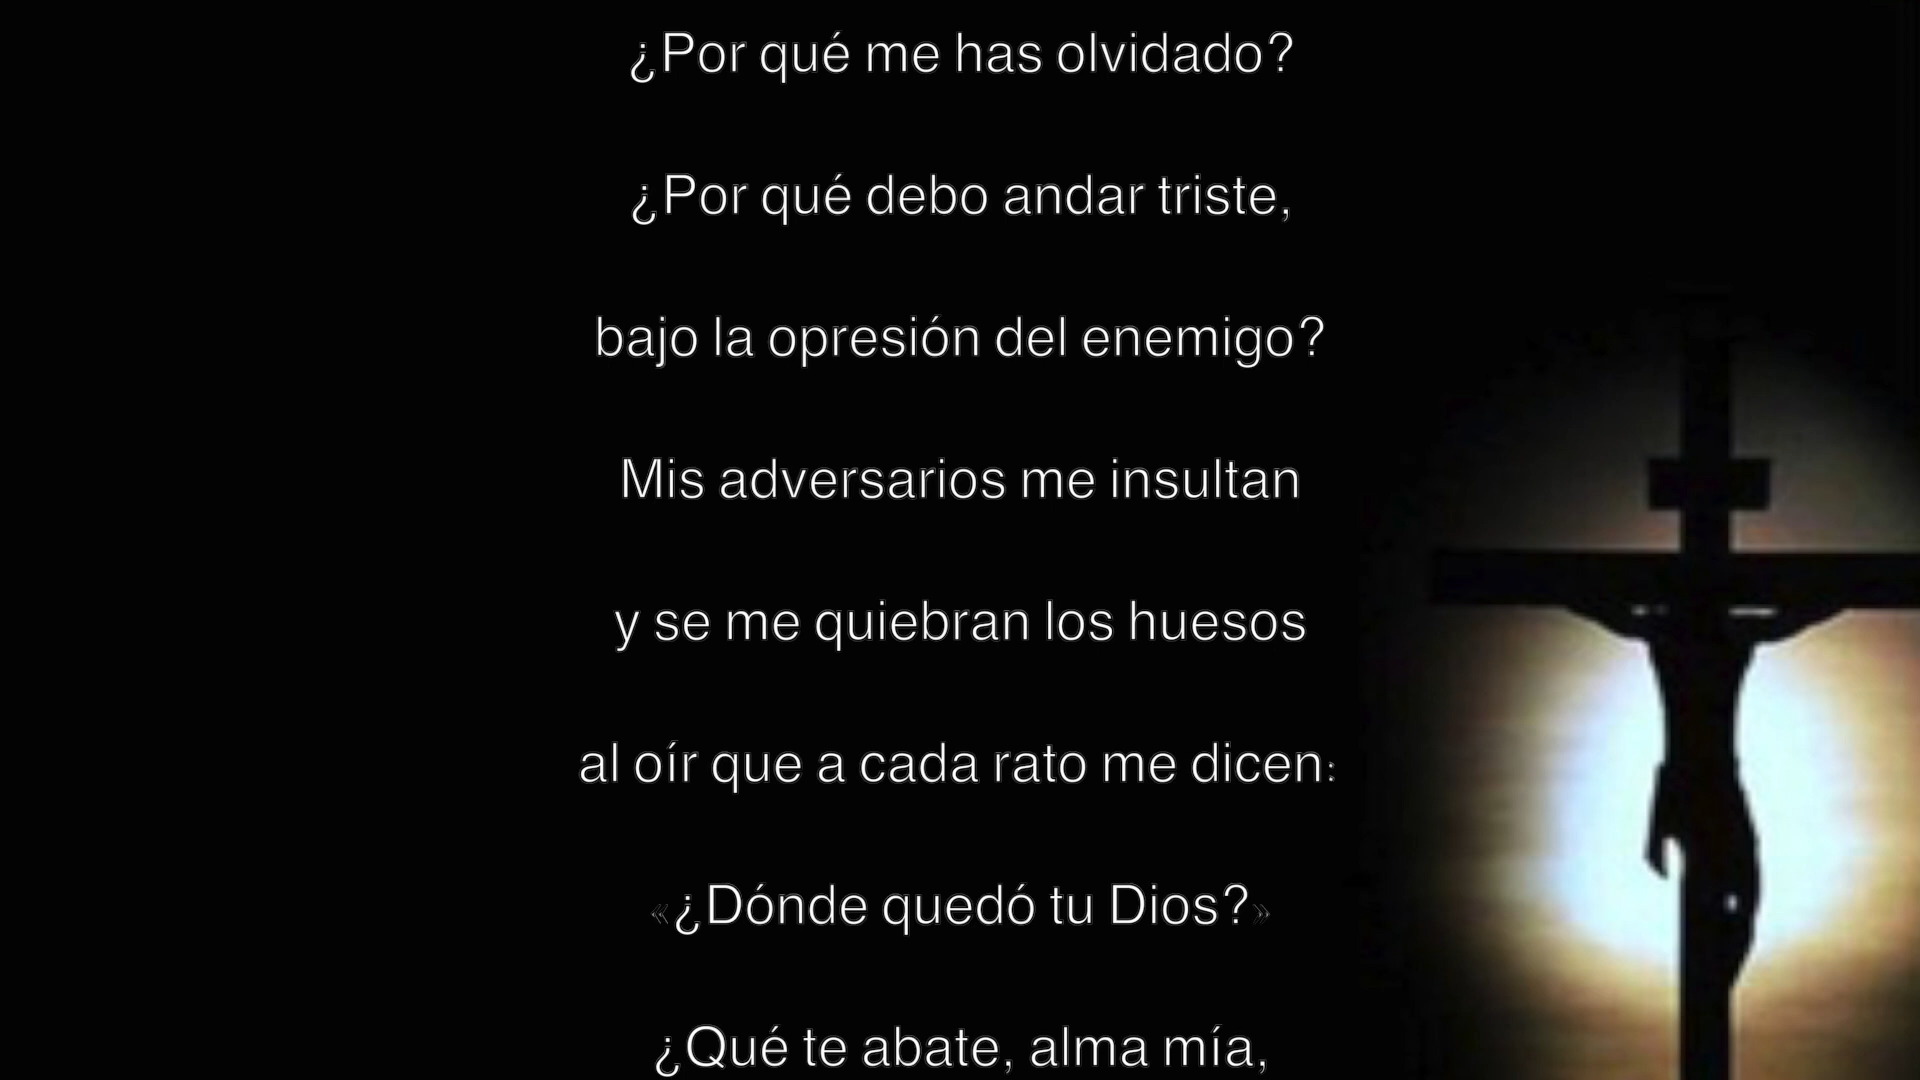 ¿Por qué me has olvidado?
¿Por qué debo andar triste,
bajo la opresión del enemigo?
Mis adversarios me insultan
y se me quiebran los huesos
al oír que a cada rato me dicen:
«¿Dónde quedó tu Dios?»
¿Qué te abate, alma mía,